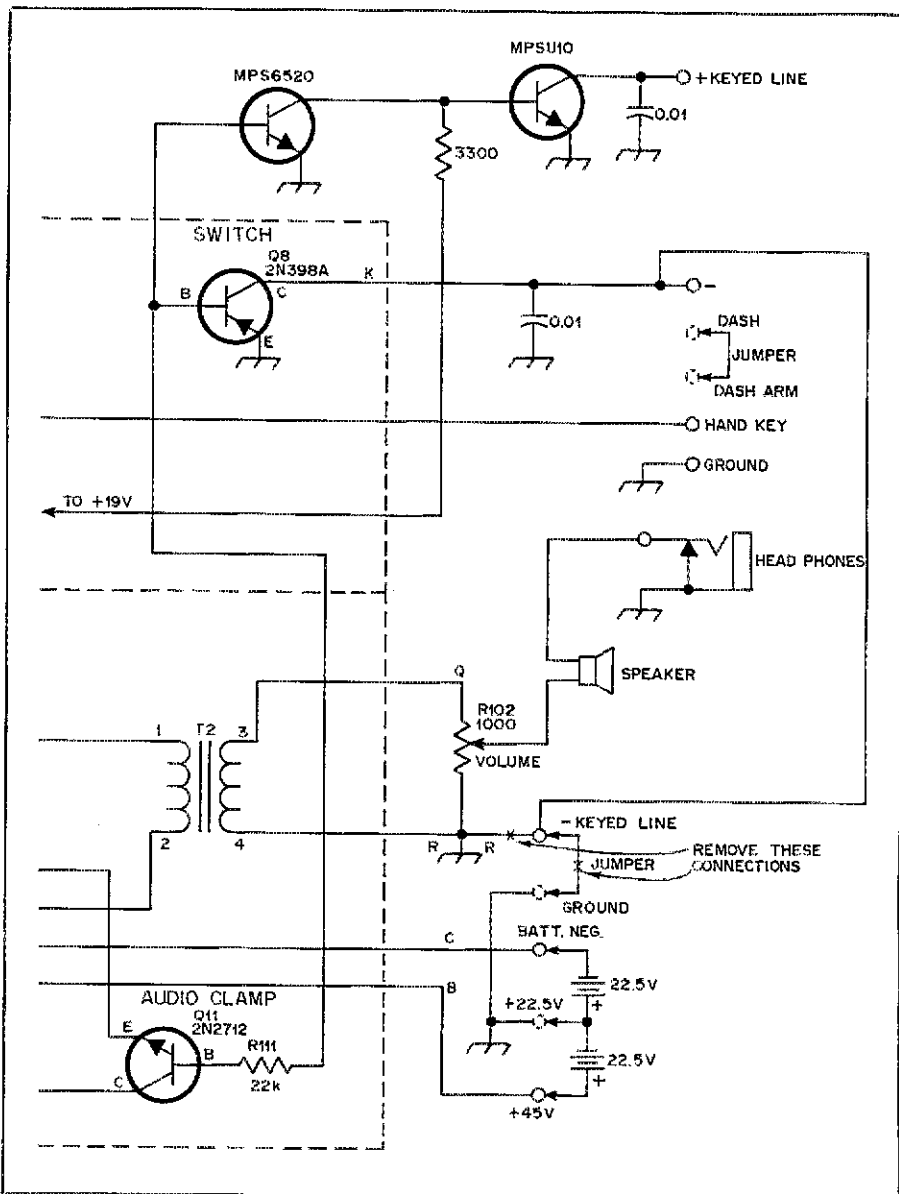 MPSU10
MPS6520
+ KEYED LINE
0.01
3300
SWITCH
Q8
2N398A
K
B
C
E
-
0.01
DASH
JUMPER
DASH ARM
HAND KEY
GROUND
TO +19V
HEAD PHONES
SPEAKER
Q
R102
1000
VOLUME
1
T2
3
2
4
R
R
- KEYED LINE
REMOVE THESE
CONNECTIONS
JUMPER
GROUND
BATT. NEG.
C
22.5V
+
B
+22.5V
AUDIO CLAMP
Q11
2N2712
E
B
R111
22k
C
22.5V
+
+45V